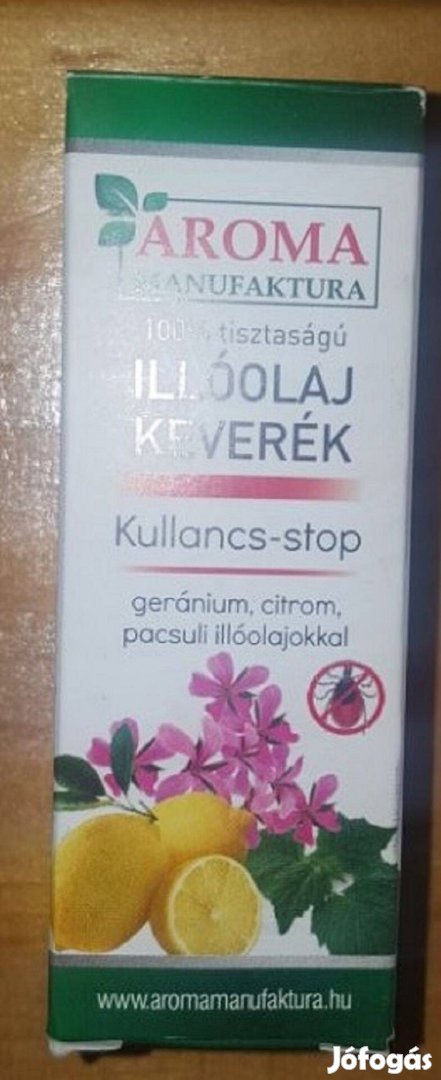 AROMA
MANUFAKTURA
100% tisztaságú
ILLÓOLAJ
KEVERÉK
Kullancs-stop
geránium, citrom,
pacsuli illóolajokkal
www.aromamanufaktura.hu
Jófogás